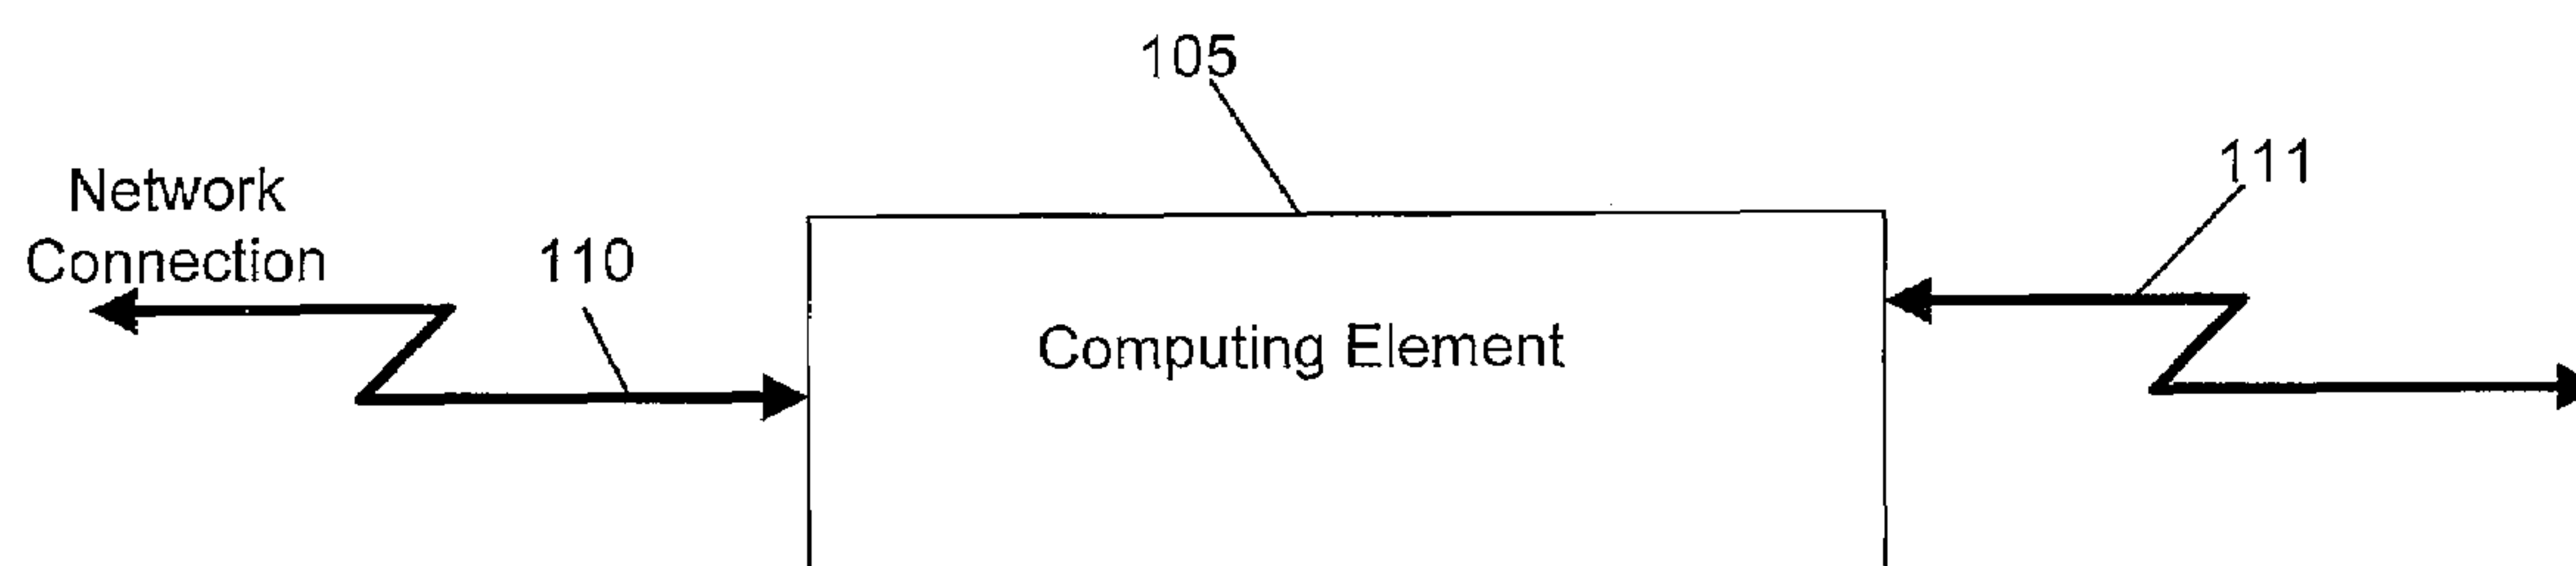 105
111
Network
Connection
110
Computing Element